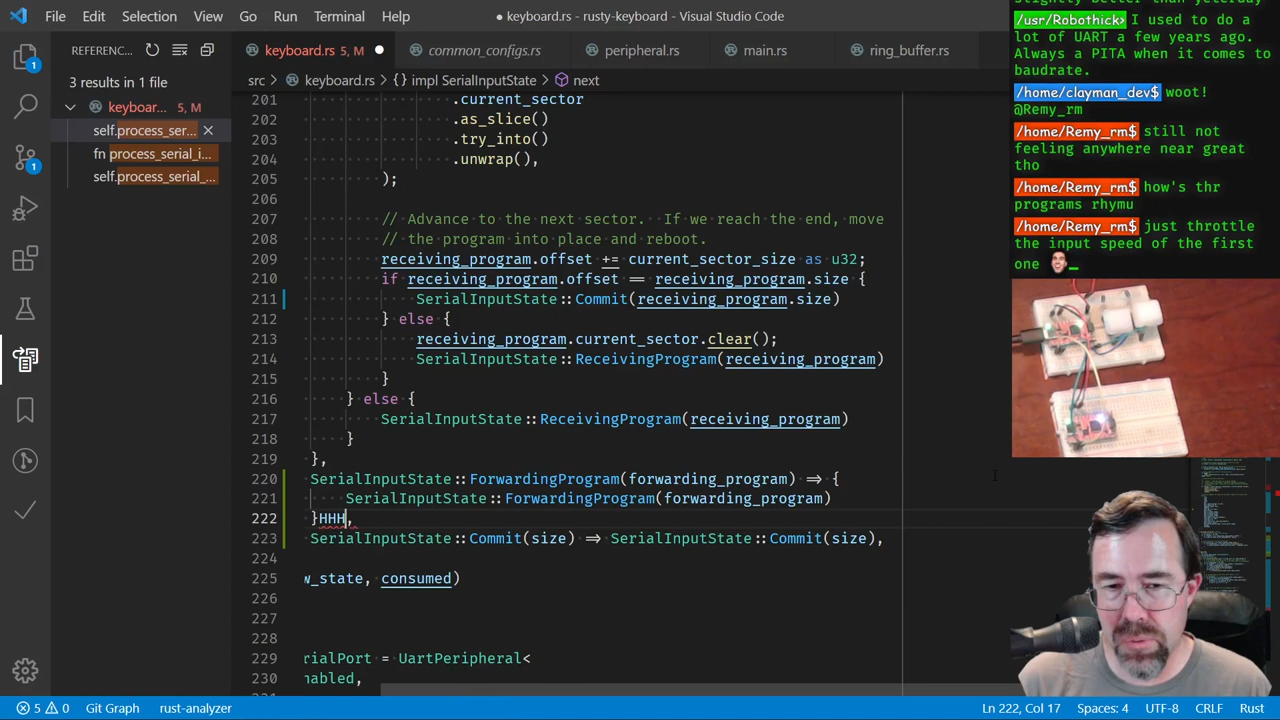 File Edit Selection View Go Run Terminal Help
● keyboard.rs - rusty-keyboard - Visual Studio Code
REFERENC...
keyboard.rs 5, M ●
common_configs.rs
peripheral.rs
main.rs
ring_buffer.rs
3 results in 1 file
keyboar... 5, M
self.process_ser... ×
fn process_serial_i...
self.process_serial_...
src › keyboard.rs › {} impl SerialInputState › next
201 .current_sector
202 .as_slice()
203 .try_into()
204 .unwrap(),
205 );
206
207 // Advance to the next sector.  If we reach the end, move
208 // the program into place and reboot.
209 receiving_program.offset += current_sector_size as u32;
210 if receiving_program.offset == receiving_program.size {
211 SerialInputState::Commit(receiving_program.size)
212 } else {
213 receiving_program.current_sector.clear();
214 SerialInputState::ReceivingProgram(receiving_program)
215 }
216 } else {
217 SerialInputState::ReceivingProgram(receiving_program)
218 }
219 },
220 SerialInputState::ForwardingProgram(forwarding_program) => {
221 SerialInputState::ForwardingProgram(forwarding_program)
222 }HHH,
223 SerialInputState::Commit(size) => SerialInputState::Commit(size),
224
225 w_state, consumed)
226
227
228
229 rialPort = UartPeripheral<
230 nabled,
slightly better yesterday
/usr/Robothick> I used to do a
lot of UART a few years ago.
Always a PITA when it comes to
baudrate.
/home/clayman_dev$ woot!
@Remy_rm
/home/Remy_rm$ still not
feeling anywhere near great
tho
/home/Remy_rm$ how's thr
programs rhymu
/home/Remy_rm$ just throttle
the input speed of the first
one
1
1
5 0 Git Graph rust-analyzer
Ln 222, Col 17 Spaces: 4 UTF-8 CRLF Rust